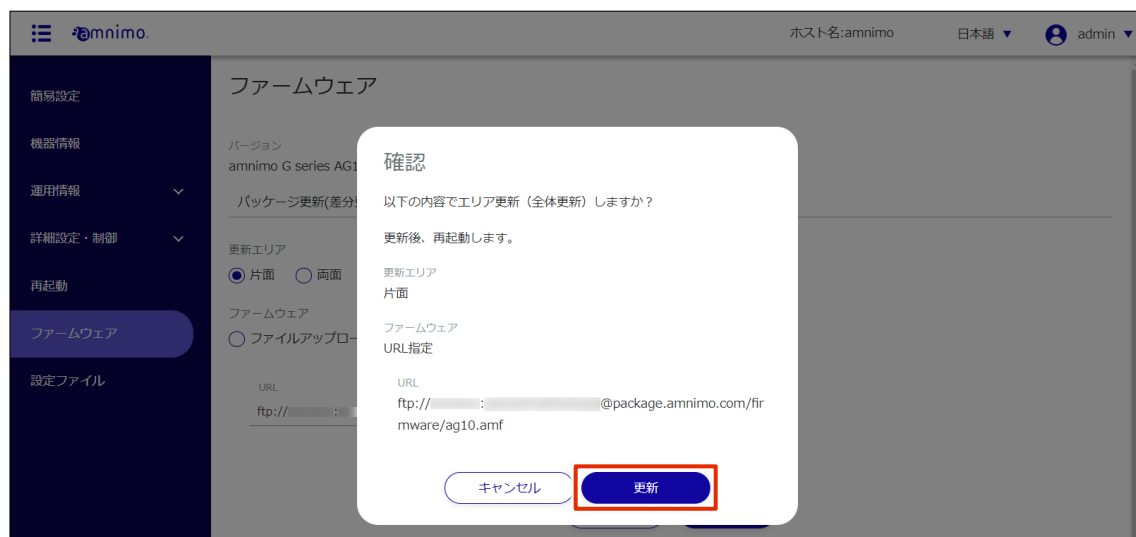 amnimo.
ホスト名:amnimo
日本語 ▼
admin ▼
簡易設定
機器情報
運用情報
詳細設定・制御
再起動
ファームウェア
設定ファイル
ファームウェア
バージョン
amnimo G series AG1
パッケージ更新(差分
更新エリア
片面 両面
ファームウェア
ファイルアップロー
URL
ftp:// :
確認
以下の内容でエリア更新（全体更新）しますか？
更新後、再起動します。
更新エリア
片面
ファームウェア
URL指定
URL
ftp:// : @package.amnimo.com/fir
mware/ag10.amf
キャンセル 更新